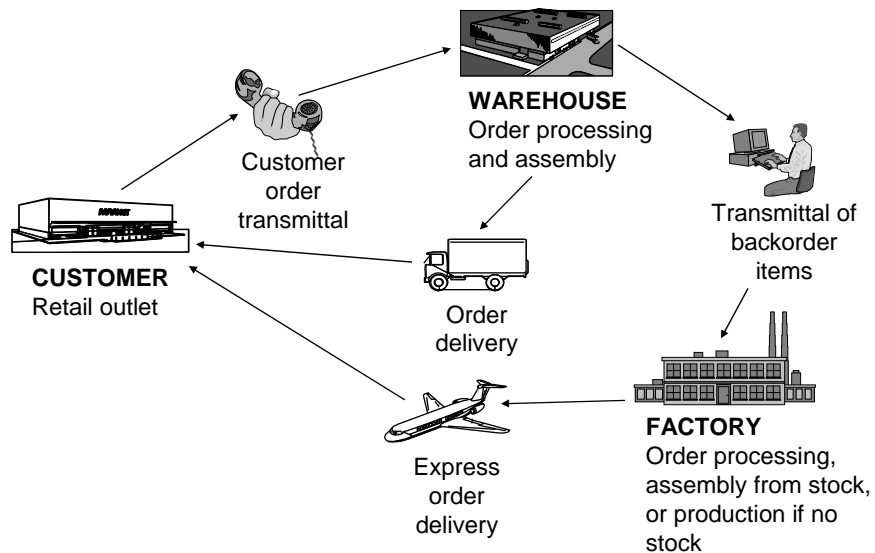 WAREHOUSE
Order processing
and assembly
Customer
order
transmittal
Transmittal of
backorder
items
CUSTOMER
Retail outlet
Order
delivery
FACTORY
Order processing,
assembly from stock,
or production if no
stock
Express
order
delivery